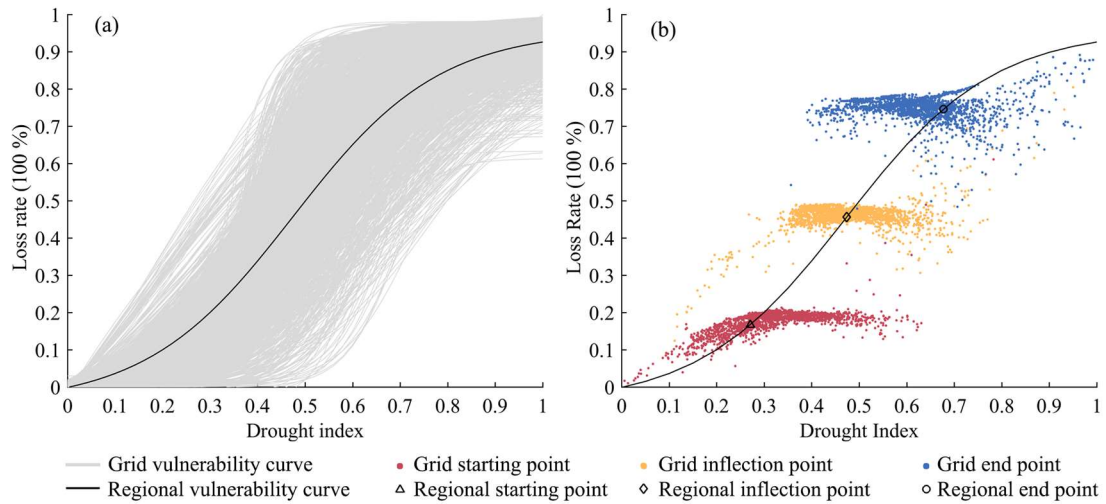 (a)
1
0.9
0.8
0.7
0.6
0.5
0.4
0.3
0.2
0.1
0
Loss rate (100 %)
0 0.1 0.2 0.3 0.4 0.5 0.6 0.7 0.8 0.9 1
Drought index
(b)
1
0.9
0.8
0.7
0.6
0.5
0.4
0.3
0.2
0.1
0
Loss Rate (100 %)
0 0.1 0.2 0.3 0.4 0.5 0.6 0.7 0.8 0.9 1
Drought Index
Grid vulnerability curve Grid starting point Grid inflection point Grid end point
Regional vulnerability curve Regional starting point Regional inflection point Regional end point